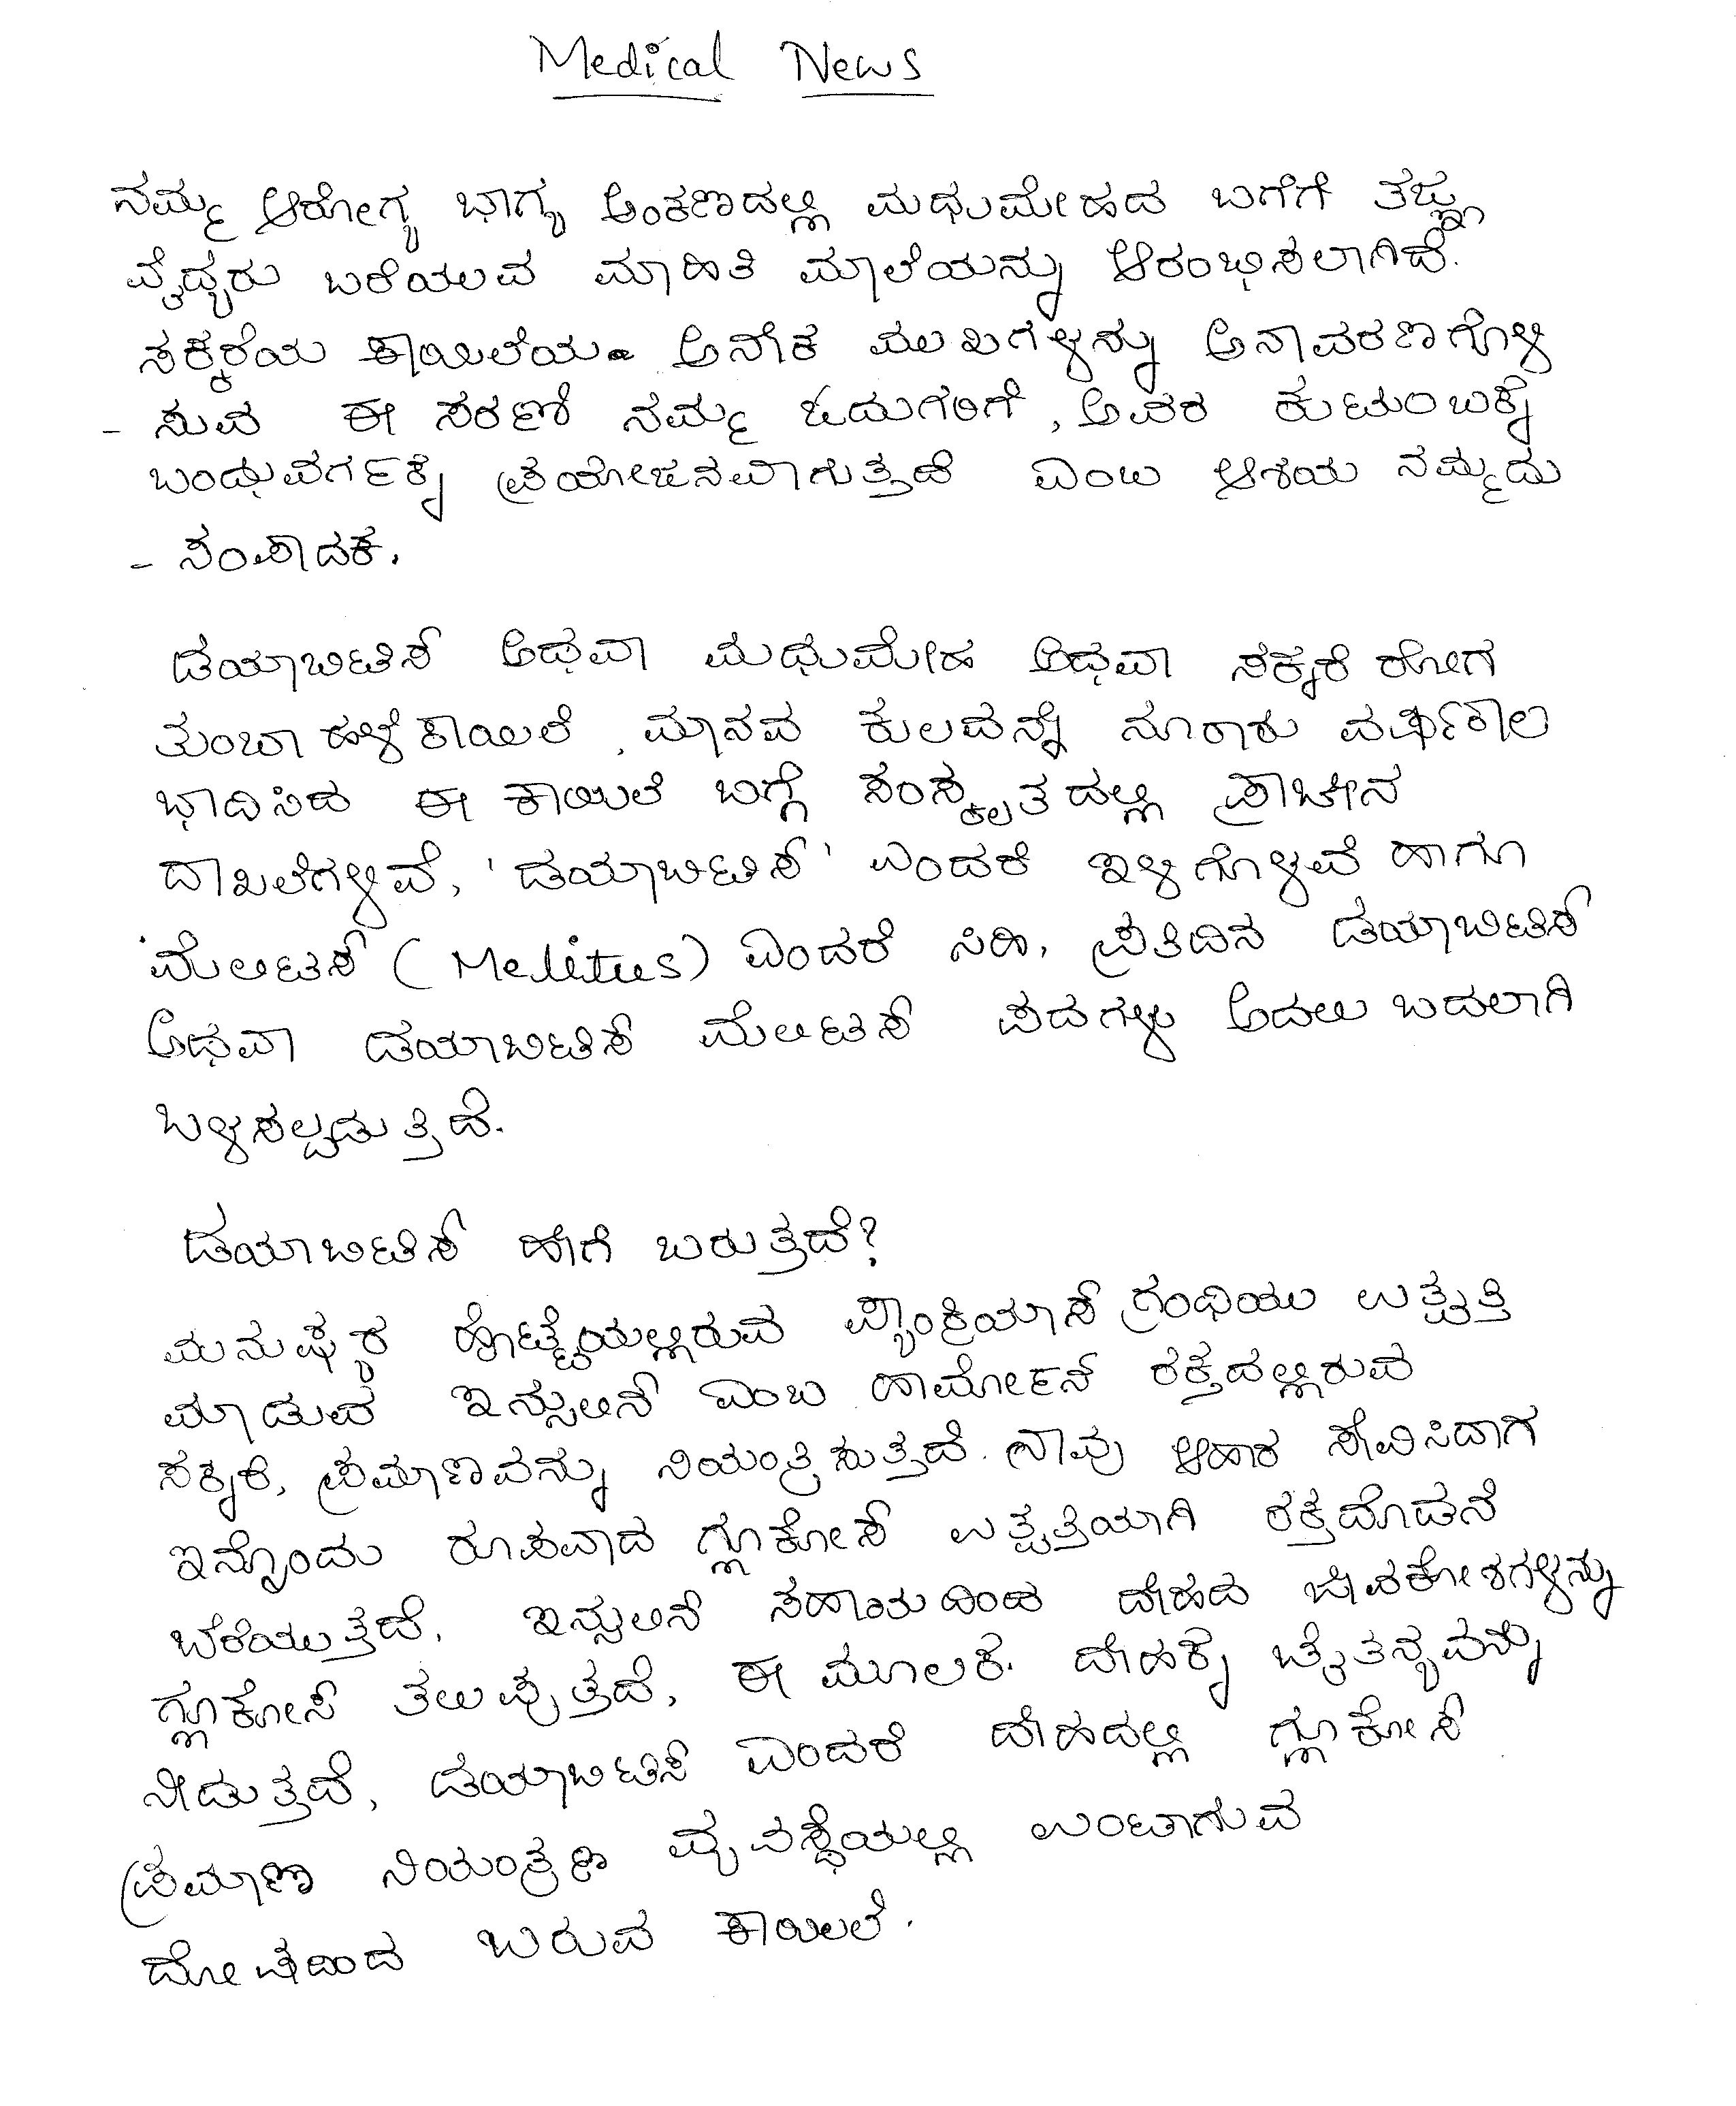 Medical News
ನಮ್ಮ ಆರೋಗ್ಯ ಭಾಗ್ಯ ಅಂಕಣದಲ್ಲಿ ಮಧುಮೇಹದ ಬಗೆಗೆ ತಜ್ಞ
ವೈದ್ಯರು ಬರೆಯುವ ಮಾಹಿತಿ ಮಾಲೆಯನ್ನು ಆರಂಭಿಸಲಾಗಿದೆ.
ಸಕ್ಕರೆಯ ಕಾಯಿಲೆಯ ಅನೇಕ ಮುಖಗಳನ್ನು ಅನಾವರಣಗೊಳಿ
- ಸುವ ಈ ಸರಣಿ ನಮ್ಮ ಓದುಗರಿಗೆ, ಅವರ ಕುಟುಂಬಕ್ಕೆ
ಬಂಧುವರ್ಗಕ್ಕೆ ಪ್ರಯೋಜನವಾಗುತ್ತದೆ ಎಂಬ ಆಶಯ ನಮ್ಮದು
- ಸಂಪಾದಕ.
ಡಯಾಬಿಟಿಸ್ ಅಥವಾ ಮಧುಮೇಹ ಅಥವಾ ಸಕ್ಕರೆ ರೋಗ
ತುಂಬಾ ಹಳೆ ಕಾಯಿಲೆ, ಮಾನವ ಕುಲವನ್ನೇ ನೂರಾರು ವರ್ಷಕಾಲ
ಭಾದಿಸಿದ ಈ ಕಾಯಿಲೆ ಬಗ್ಗೆ ಸಂಸ್ಕೃತದಲ್ಲಿ ಪ್ರಾಚೀನ
ದಾಖಲೆಗಳಿವೆ, 'ಡಯಾಬಿಟಿಸ್' ಎಂದರೆ ಇಳಿಗೊಳವೆ ಹಾಗೂ
'ಮೆಲಿಟಸ್ (Mellitus) ಎಂದರೆ ಸಿಹಿ, ಪ್ರತಿದಿನ ಡಯಾಬಿಟಿಸ್
ಅಥವಾ ಡಯಾಬಿಟಿಸ್ ಮೆಲಿಟಸ್ ಪದಗಳು ಅದಲು ಬದಲಾಗಿ
ಬಳಸಲ್ಪಡುತ್ತಿದೆ.
ಡಯಾಬಿಟಿಸ್ ಹೇಗೆ ಬರುತ್ತದೆ?
ಮನುಷ್ಯರ ಹೊಟ್ಟೆಯಲ್ಲಿರುವ ಪ್ಯಾಂಕ್ರಿಯಾಸ್ ಗ್ರಂಥಿಯು ಉತ್ಪತ್ತಿ
ಮಾಡುವ ಇನ್ಸುಲಿನ್ ಎಂಬ ಹಾರ್ಮೋನ್ ರಕ್ತದಲ್ಲಿರುವ
ಸಕ್ಕರೆ, ಪ್ರಮಾಣವನ್ನು ನಿಯಂತ್ರಿಸುತ್ತದೆ. ನಾವು ಆಹಾರ ಸೇವಿಸಿದಾಗ
ಇನ್ನೊಂದು ರೂಪವಾದ ಗ್ಲೂಕೋಸ್ ಉತ್ಪತ್ತಿಯಾಗಿ ರಕ್ತದೊಡನೆ
ಬೆರೆಯುತ್ತದೆ, ಇನ್ಸುಲಿನ್ ಸಹಾಯದಿಂದ ದೇಹದ ಜೀವಕೋಶಗಳನ್ನು
ಗ್ಲೂಕೋಸ್ ತಲುಪುತ್ತದೆ, ಈ ಮೂಲಕ. ದೇಹಕ್ಕೆ ಚೈತನ್ಯವನ್ನು
ನೀಡುತ್ತದೆ, ಡಯಾಬಿಟಿಸ್ ಎಂದರೆ ದೇಹದಲ್ಲಿ ಗ್ಲೂಕೋಸ್
ಪ್ರಮಾಣ ನಿಯಂತ್ರಣ ವ್ಯವಸ್ಥೆಯಲ್ಲಿ ಉಂಟಾಗುವ
ದೋಷದಿಂದ ಬರುವ ಕಾಯಿಲೆ.